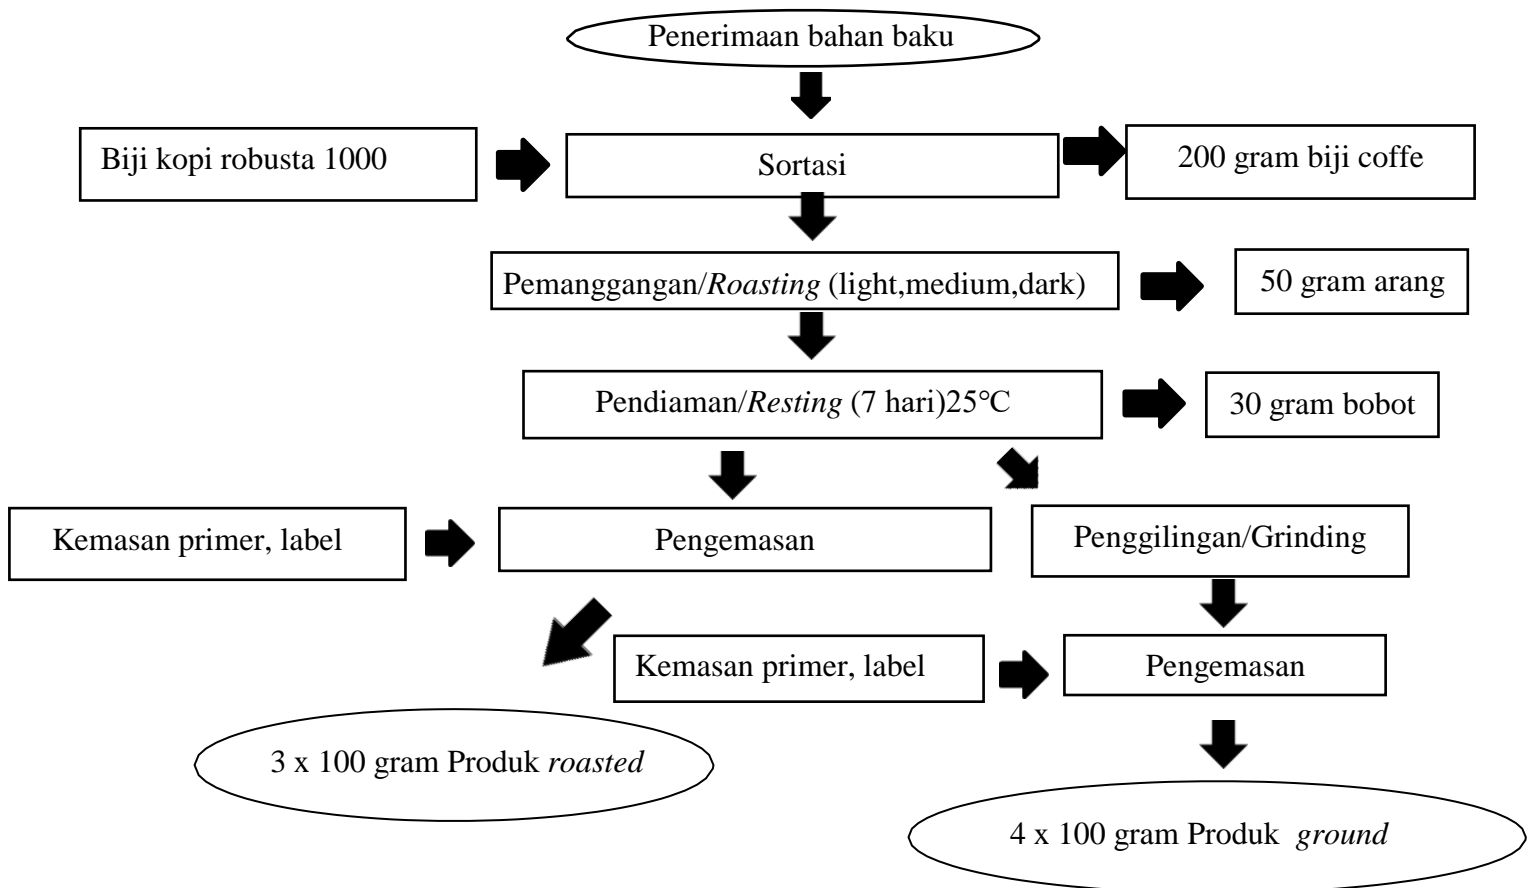 Penerimaan bahan baku
Biji kopi robusta 1000
Sortasi
200 gram biji coffe
Pemanggangan/Roasting (light,medium,dark)
50 gram arang
Pendiaman/Resting (7 hari)25°C
30 gram bobot
Kemasan primer, label
Pengemasan
Penggilingan/Grinding
Kemasan primer, label
Pengemasan
3 x 100 gram Produk roasted
4 x 100 gram Produk ground